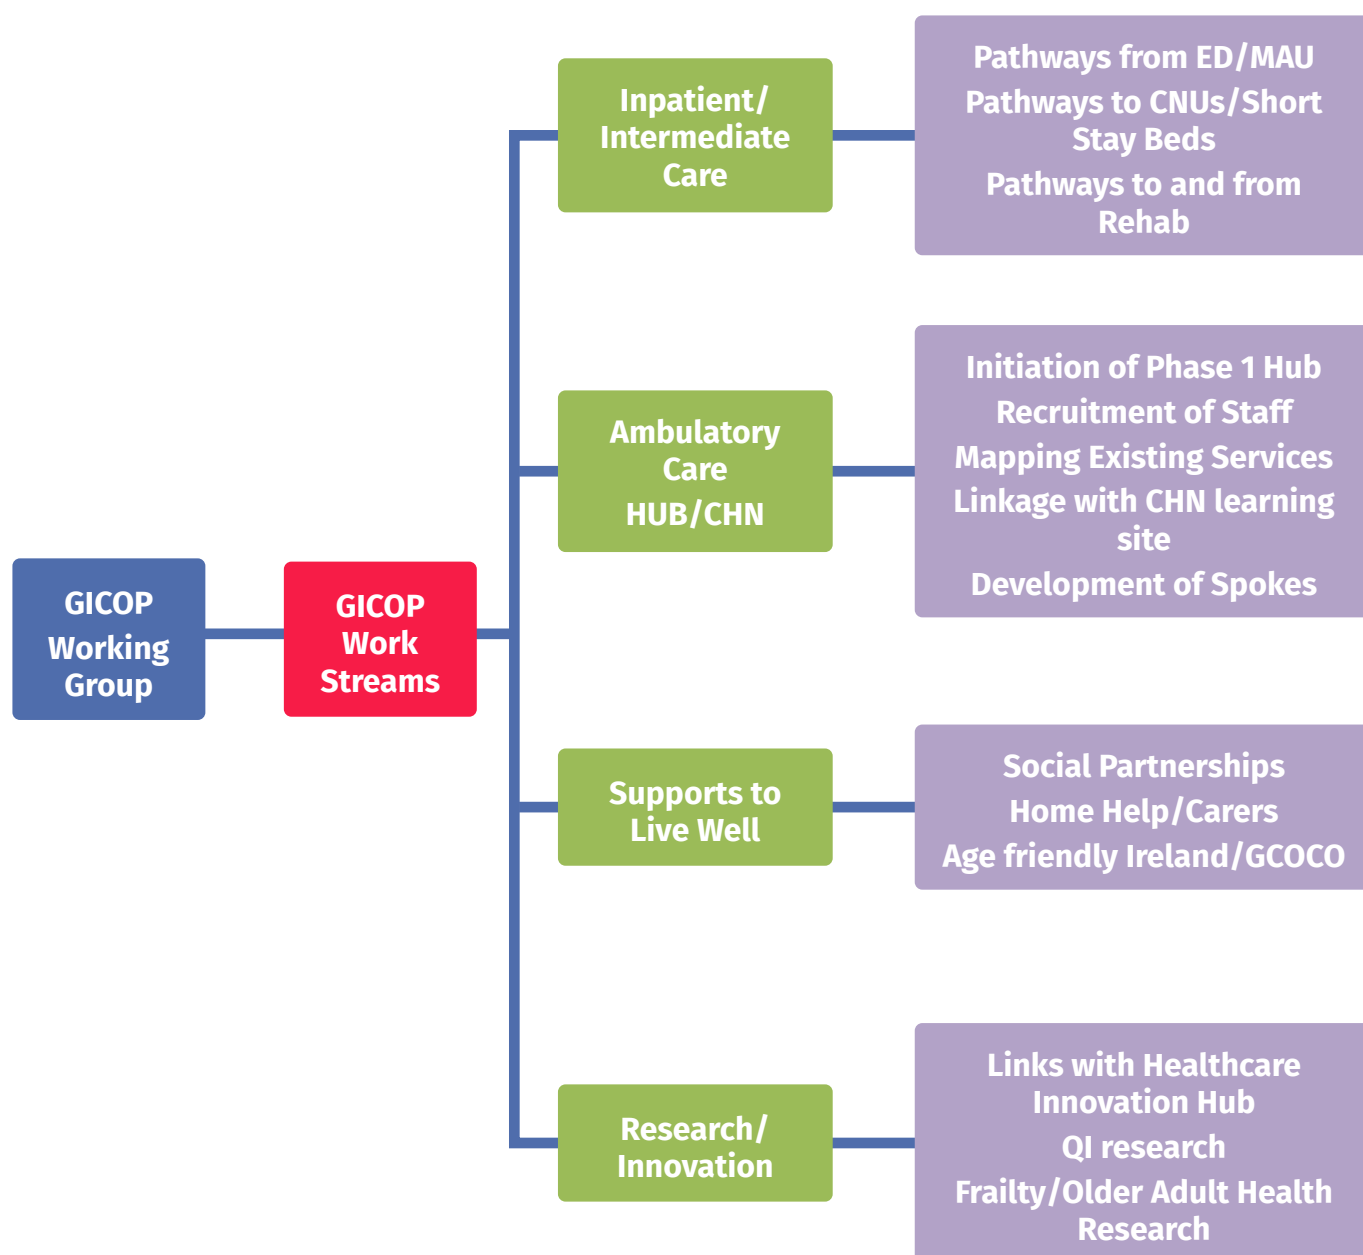 GICOP
Working
Group
GICOP
Work
Streams
Inpatient/
Intermediate
Care
Pathways from ED/MAU
Pathways to CNUs/Short
Stay Beds
Pathways to and from
Rehab
Ambulatory
Care
HUB/CHN
Initiation of Phase 1 Hub
Recruitment of Staff
Mapping Existing Services
Linkage with CHN learning
site
Development of Spokes
Supports to
Live Well
Social Partnerships
Home Help/Carers
Age friendly Ireland/GCOCO
Research/
Innovation
Links with Healthcare
Innovation Hub
QI research
Frailty/Older Adult Health
Research